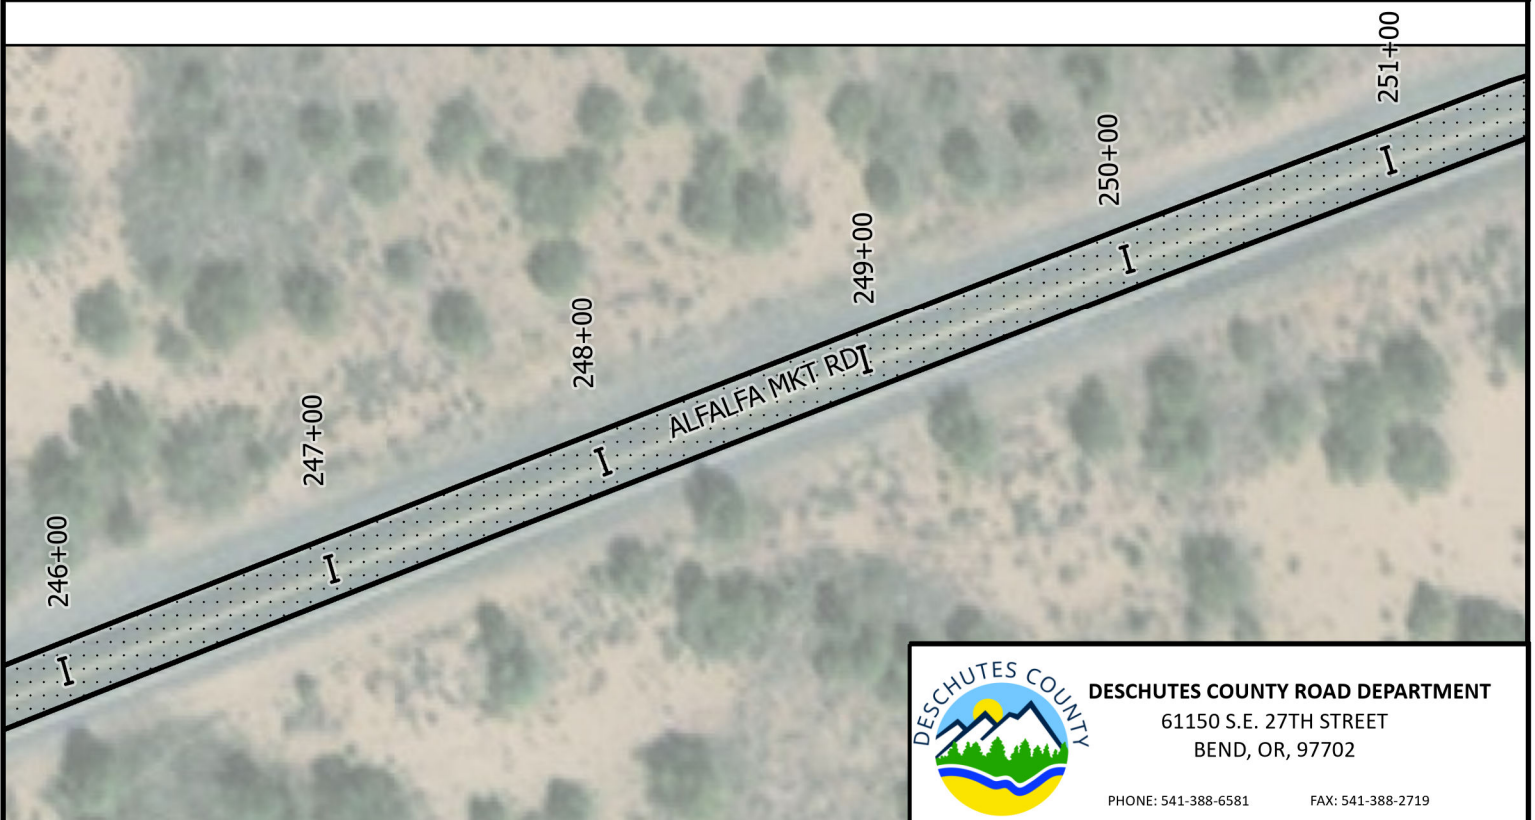 251+00
250+00
249+00
248+00
247+00
246+00
ALFALFA MKT RD
DESCHUTES COUNTY
DESCHUTES COUNTY ROAD DEPARTMENT
61150 S.E. 27TH STREET
BEND, OR, 97702
PHONE: 541-388-6581 FAX: 541-388-2719